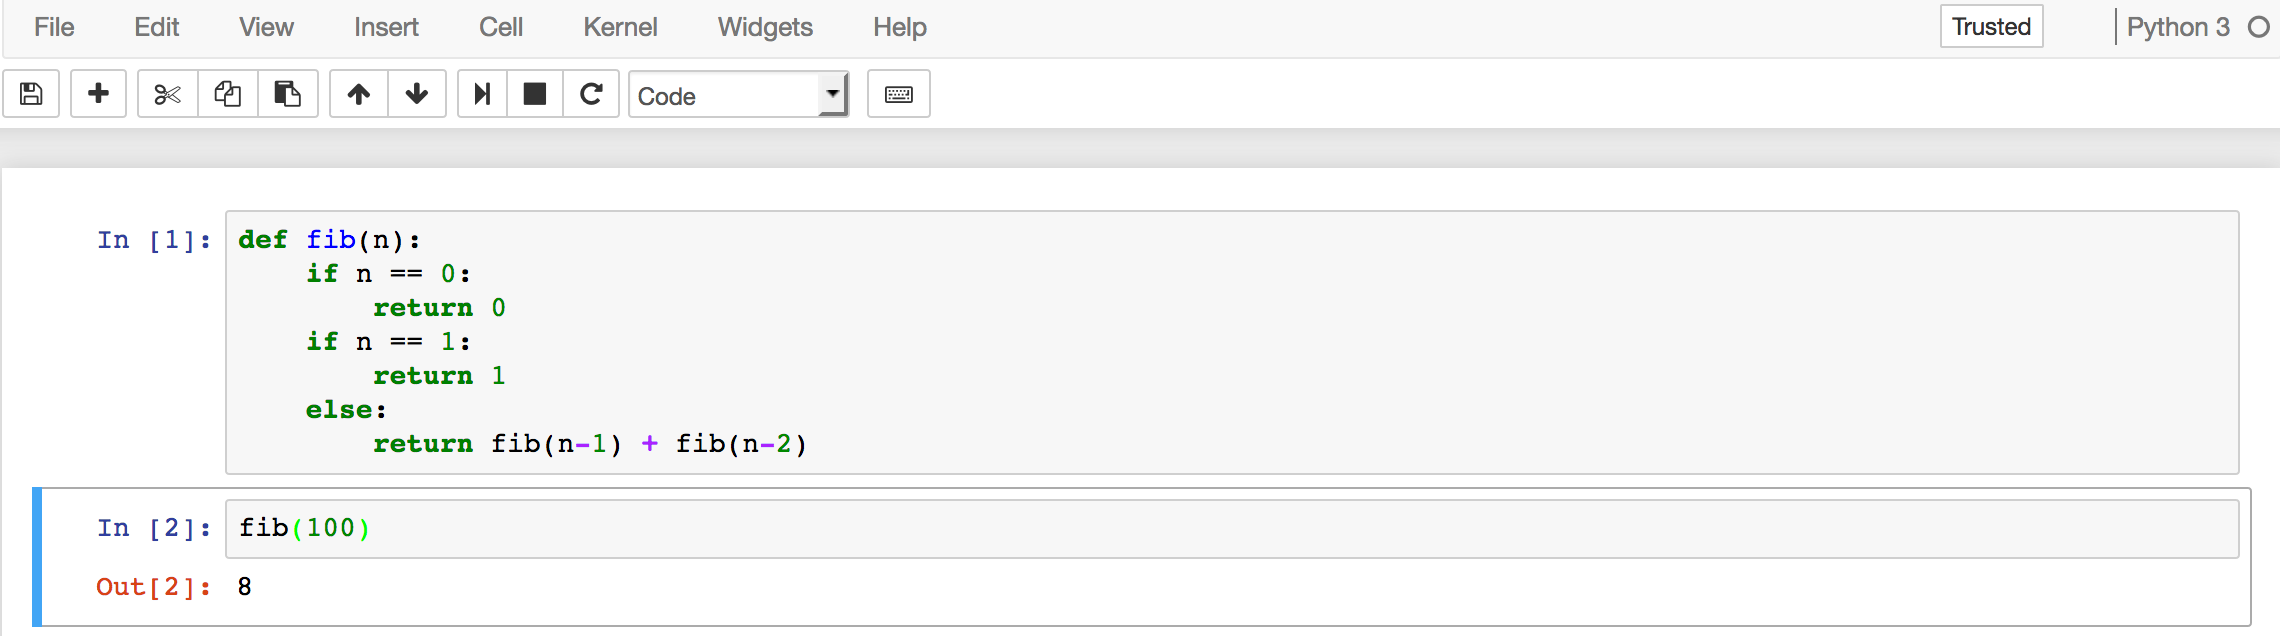 File Edit View Insert Cell Kernel Widgets Help Trusted Python 3
Code
In [1]: def fib(n):
    if n == 0:
        return 0
    if n == 1:
        return 1
    else:
        return fib(n-1) + fib(n-2)
In [2]: fib(100)
Out[2]: 8